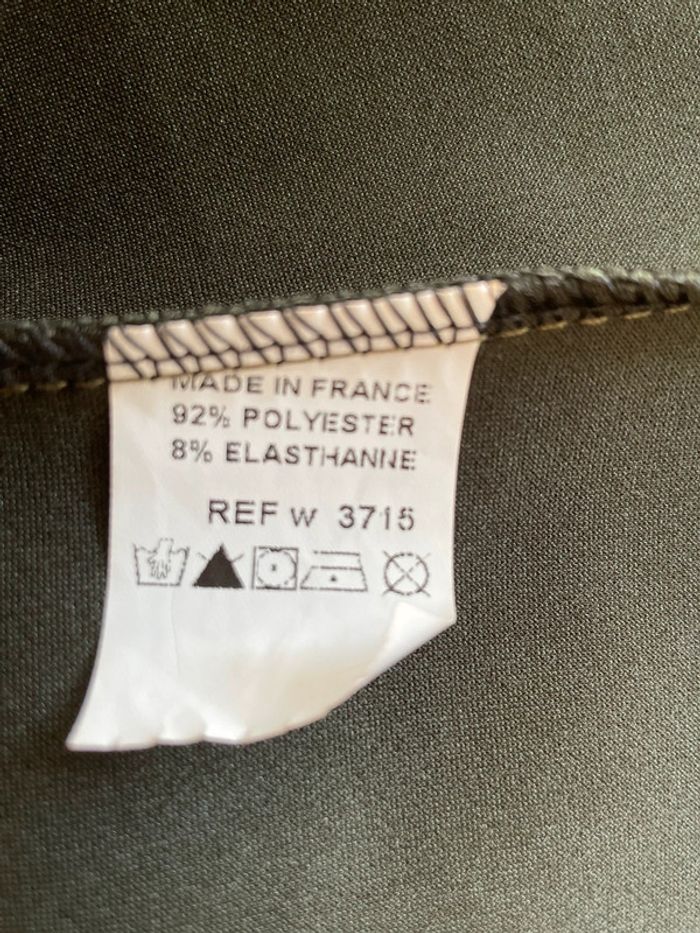 MADE IN FRANCE
92% POLYESTER
8% ELASTHANNE
REF w 3715